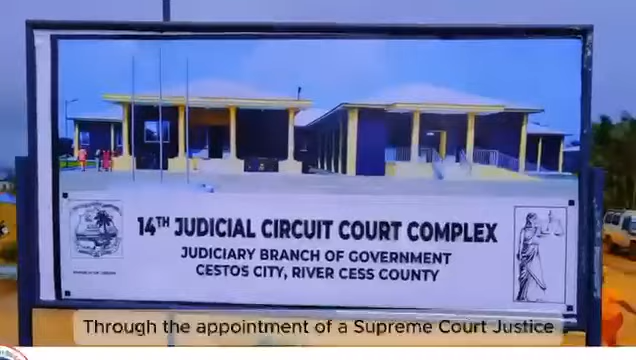 14TH JUDICIAL CIRCUIT COURT COMPLEX
JUDICIARY BRANCH OF GOVERNMENT
CESTOS CITY, RIVER CESS COUNTY
Through the appointment of a Supreme Court Justice